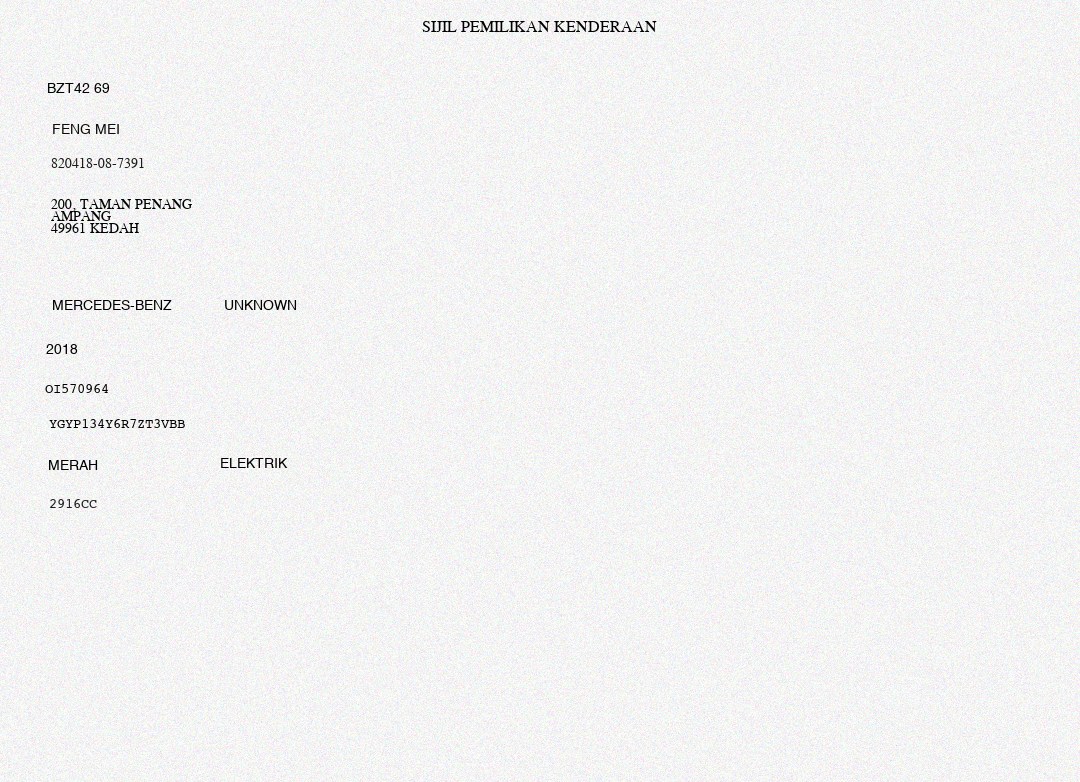 SIJIL PEMILIKAN KENDERAAN
BZT42 69
FENG MEI
820418-08-7391
200, TAMAN PENANG
AMPANG
49961 KEDAH
MERCEDES-BENZ UNKNOWN
2018
OI570964
YGYP134Y6R7ZT3VBB
MERAH ELEKTRIK
2916CC